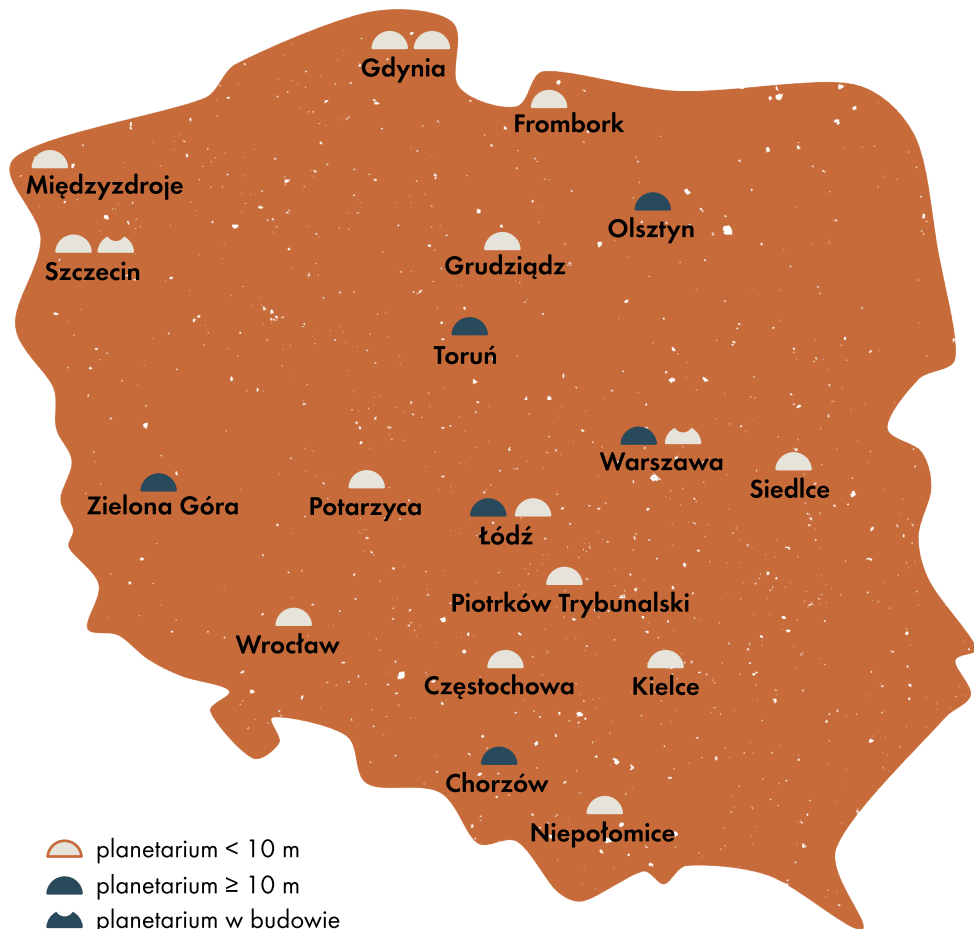 Gdynia
Frombork
Międzyzdroje
Olsztyn
Szczecin
Grudziądz
Toruń
Warszawa
Siedlce
Zielona Góra
Potarzyca
Łódź
Piotrków Trybunalski
Wrocław
Częstochowa
Kielce
Chorzów
Niepołomice
planetarium < 10 m
planetarium ≥ 10 m
planetarium w budowie